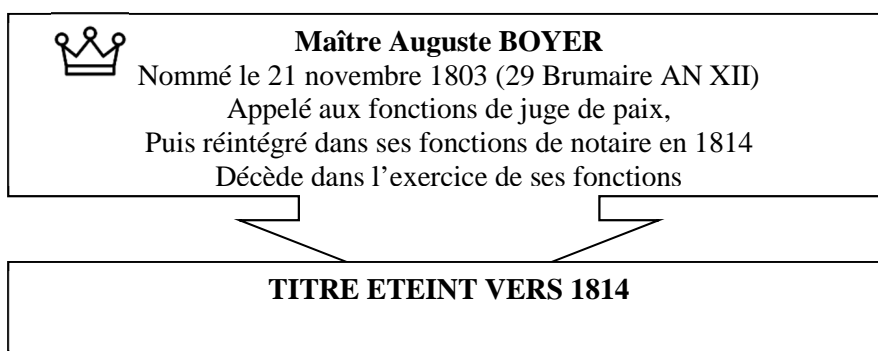 Maître Auguste BOYER
Nommé le 21 novembre 1803 (29 Brumaire AN XII)
Appelé aux fonctions de juge de paix,
Puis réintégré dans ses fonctions de notaire en 1814
Décède dans l’exercice de ses fonctions
TITRE ETEINT VERS 1814